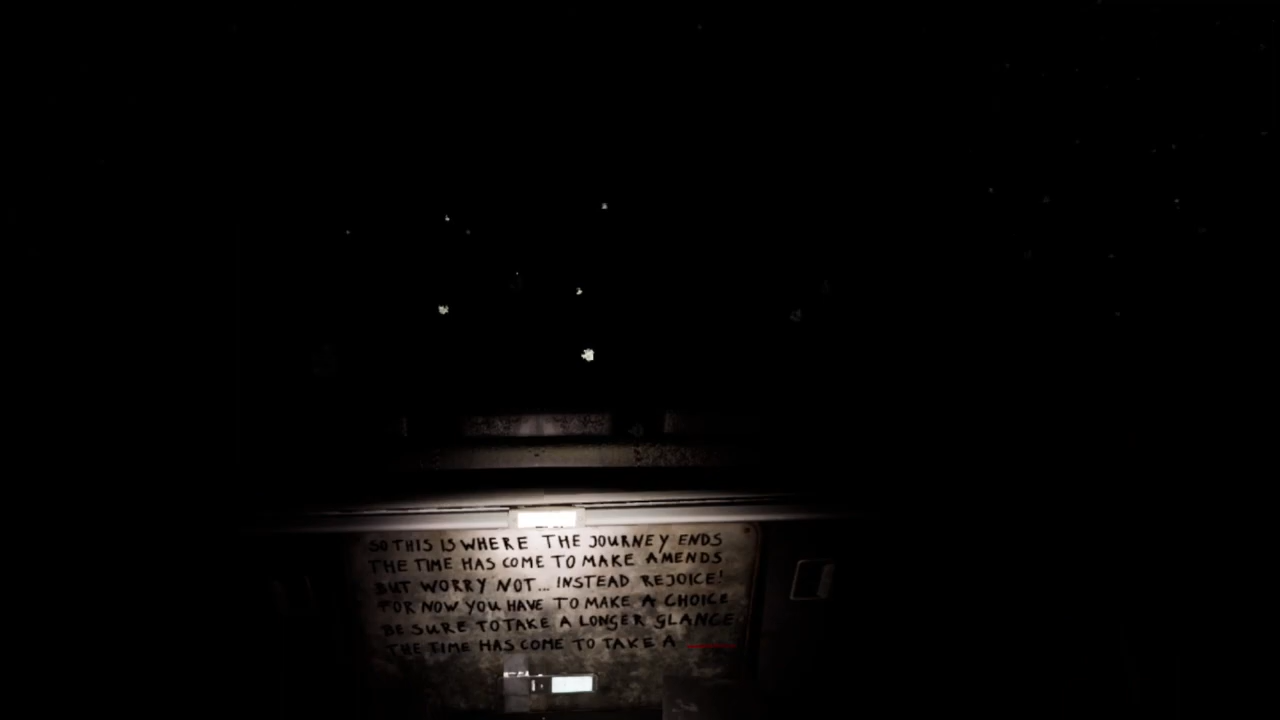 SO THIS IS WHERE THE JOURNEY ENDS
THE TIME HAS COME TO MAKE AMENDS
BUT WORRY NOT... INSTEAD REJOICE!
FOR NOW YOU HAVE TO MAKE A CHOICE
BE SURE TO TAKE A LONGER GLANCE
THE TIME HAS COME TO TAKE A